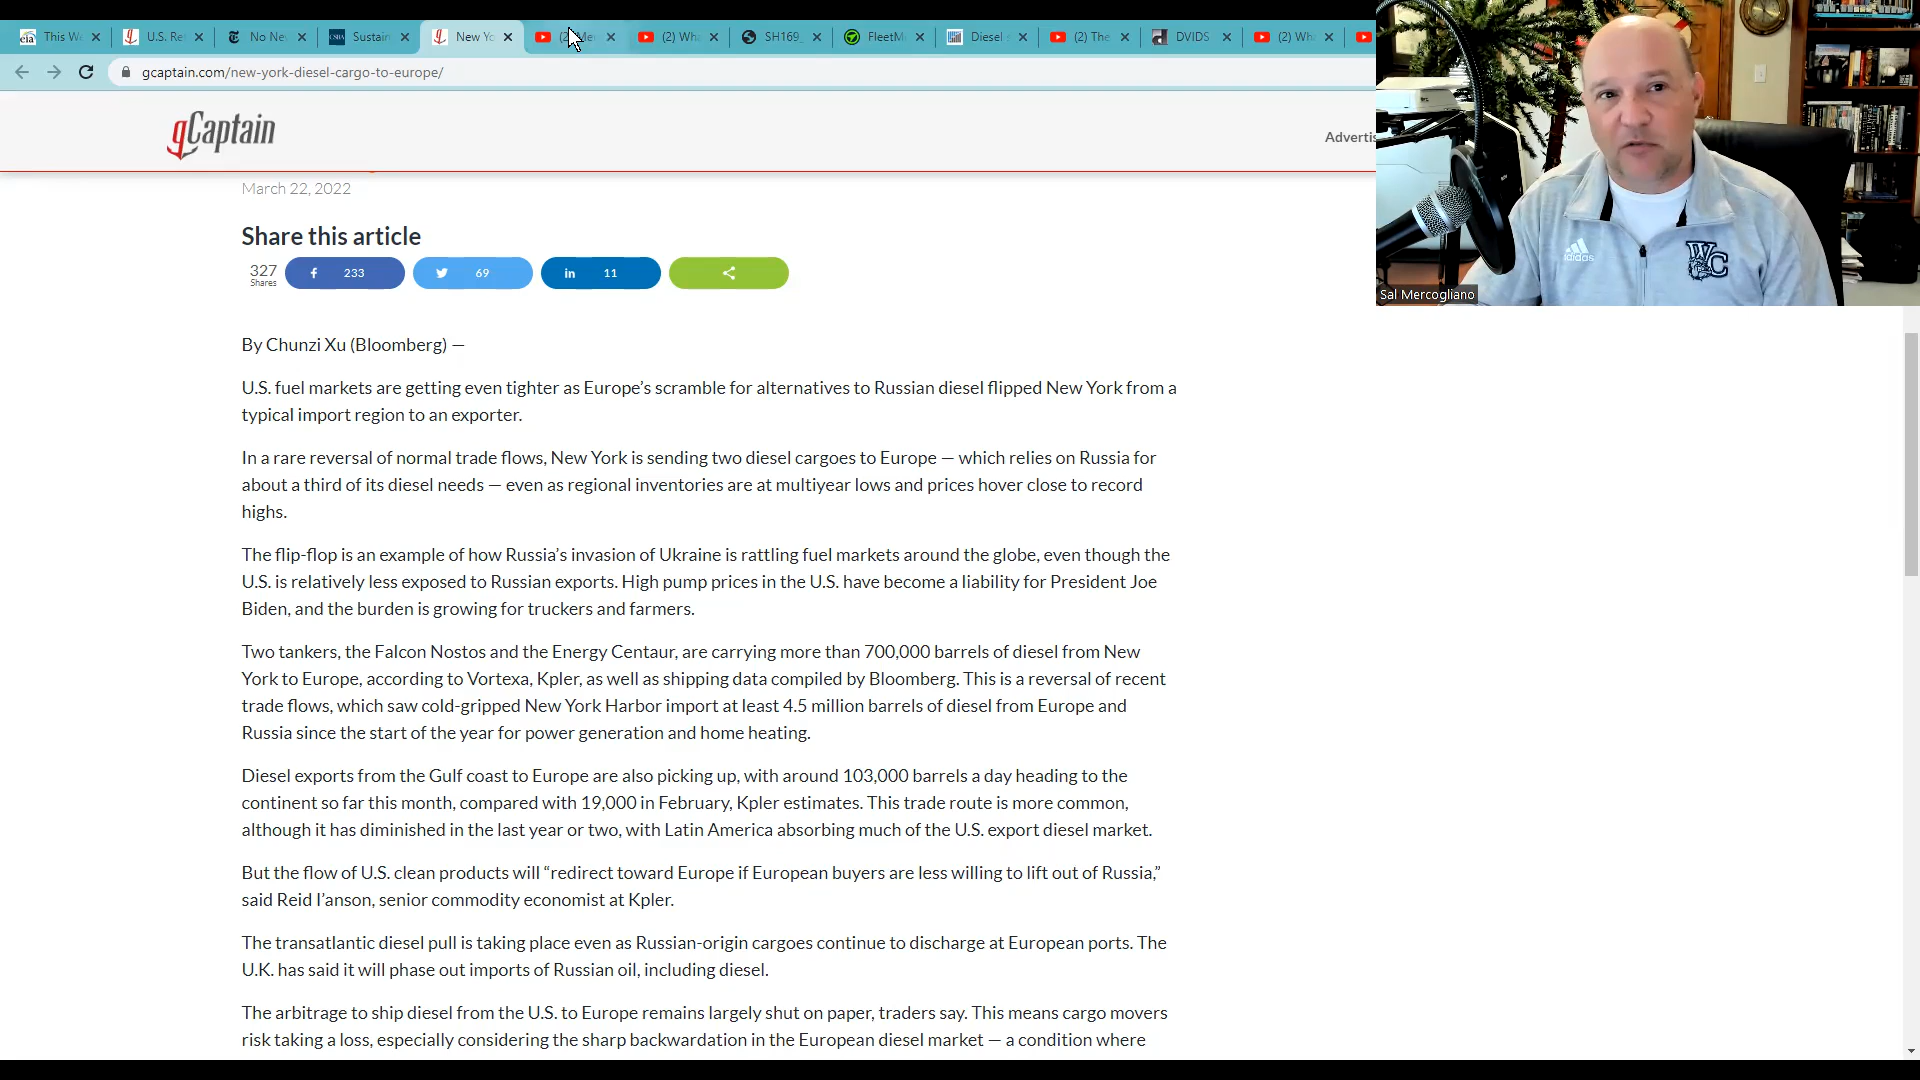 This W
U.S. Re
No Ne
Sustain
New Yo
(2) Me
(2) Wha
SH169_
FleetM
Diesel
(2) The
DVIDS
(2) Wh
gcaptain.com/new-york-diesel-cargo-to-europe/
gCaptain
Adverti
March 22, 2022
Share this article
327
Shares
233
69
11
By Chunzi Xu (Bloomberg) —
U.S. fuel markets are getting even tighter as Europe’s scramble for alternatives to Russian diesel flipped New York from a
typical import region to an exporter.
In a rare reversal of normal trade flows, New York is sending two diesel cargoes to Europe — which relies on Russia for
about a third of its diesel needs — even as regional inventories are at multiyear lows and prices hover close to record
highs.
The flip-flop is an example of how Russia’s invasion of Ukraine is rattling fuel markets around the globe, even though the
U.S. is relatively less exposed to Russian exports. High pump prices in the U.S. have become a liability for President Joe
Biden, and the burden is growing for truckers and farmers.
Two tankers, the Falcon Nostos and the Energy Centaur, are carrying more than 700,000 barrels of diesel from New
York to Europe, according to Vortexa, Kpler, as well as shipping data compiled by Bloomberg. This is a reversal of recent
trade flows, which saw cold-gripped New York Harbor import at least 4.5 million barrels of diesel from Europe and
Russia since the start of the year for power generation and home heating.
Diesel exports from the Gulf coast to Europe are also picking up, with around 103,000 barrels a day heading to the
continent so far this month, compared with 19,000 in February, Kpler estimates. This trade route is more common,
although it has diminished in the last year or two, with Latin America absorbing much of the U.S. export diesel market.
But the flow of U.S. clean products will “redirect toward Europe if European buyers are less willing to lift out of Russia,”
said Reid I’anson, senior commodity economist at Kpler.
The transatlantic diesel pull is taking place even as Russian-origin cargoes continue to discharge at European ports. The
U.K. has said it will phase out imports of Russian oil, including diesel.
The arbitrage to ship diesel from the U.S. to Europe remains largely shut on paper, traders say. This means cargo movers
risk taking a loss, especially considering the sharp backwardation in the European diesel market — a condition where
adidas
WC
Sal Mercogliano